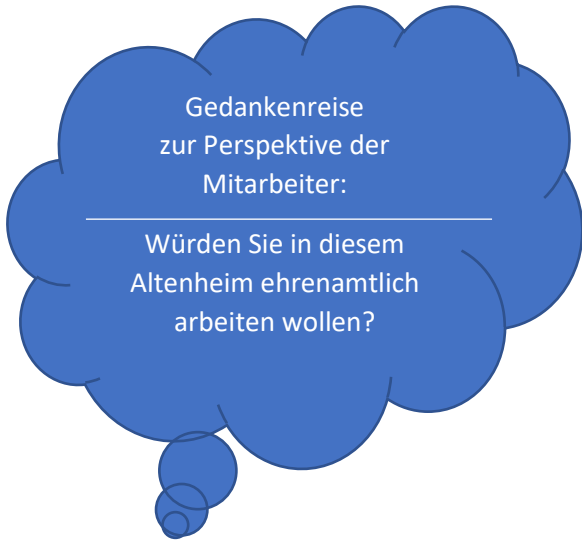 Gedankenreise
zur Perspektive der
Mitarbeiter:
Würden Sie in diesem
Altenheim ehrenamtlich
arbeiten wollen?